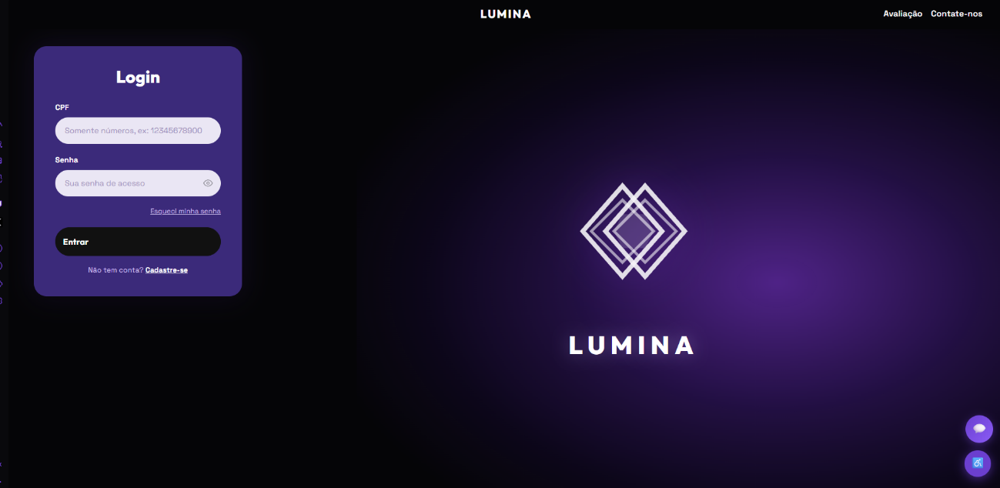 LUMINA
Avaliação
Contate-nos
Login
CPF
Somente números, ex: 12345678900
Senha
Sua senha de acesso
Esqueci minha senha
Entrar
Não tem conta? Cadastre-se
LUMINA